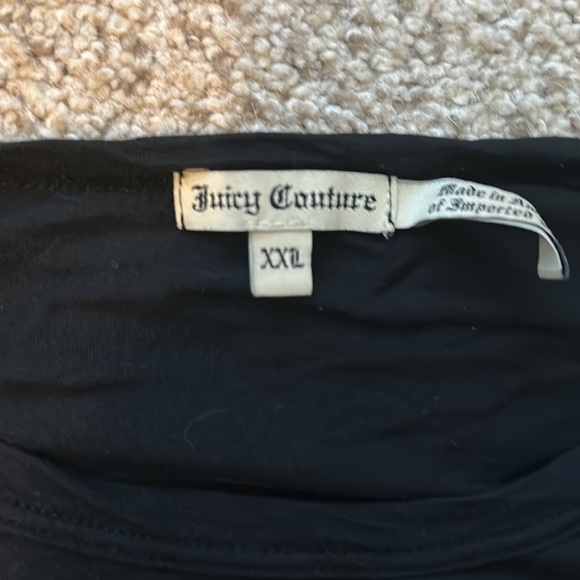 Juicy Couture
XXL
Made in
of Imported